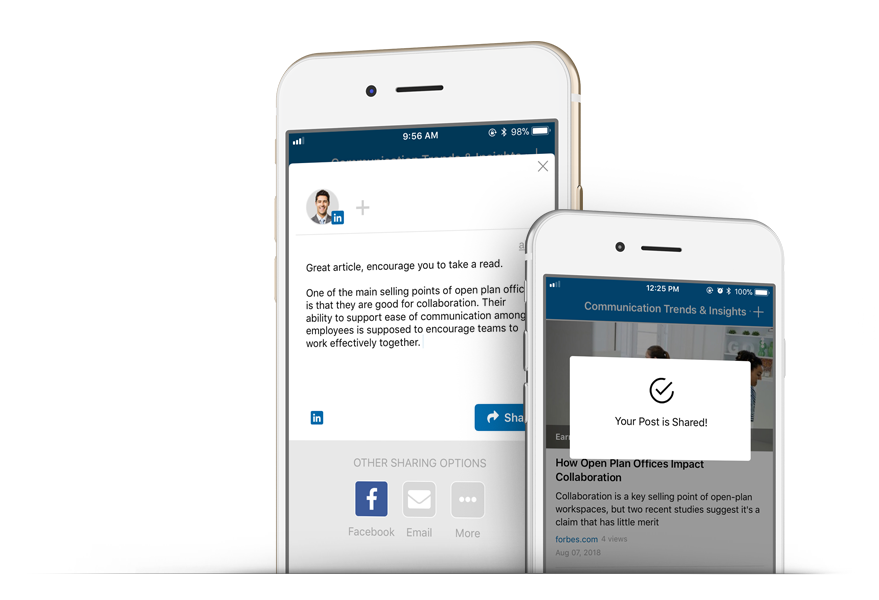 9:56 AM
98%
in
Great article, encourage you to take a read.
One of the main selling points of open plan offic
is that they are good for collaboration. Their
ability to support ease of communication among
employees is supposed to encourage teams to
work effectively together.
in
Sha
OTHER SHARING OPTIONS
f
Facebook
Email
More
12:25 PM
100%
Communication Trends & Insights
Your Post is Shared!
Ear
How Open Plan Offices Impact
Collaboration
Collaboration is a key selling point of open-plan
workspaces, but two recent studies suggest it's a
claim that has little merit
forbes.com 4 views
Aug 07, 2018